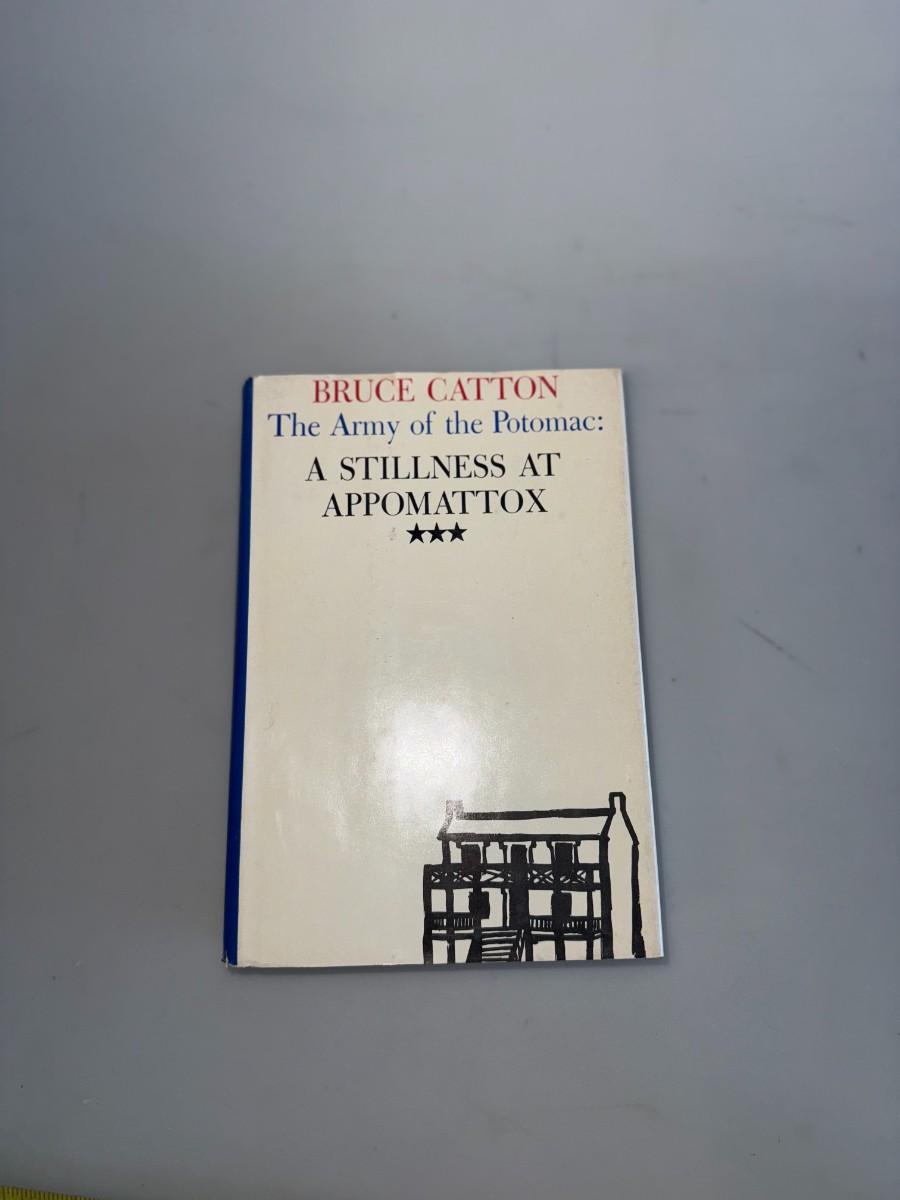 BRUCE CATTON
The Army of the Potomac:
A STILLNESS AT
APPOMATTOX
★★★